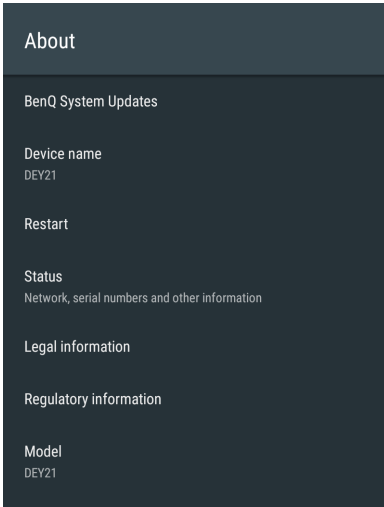 About
BenQ System Updates
Device name
DEY21
Restart
Status
Network, serial numbers and other information
Legal information
Regulatory information
Model
DEY21